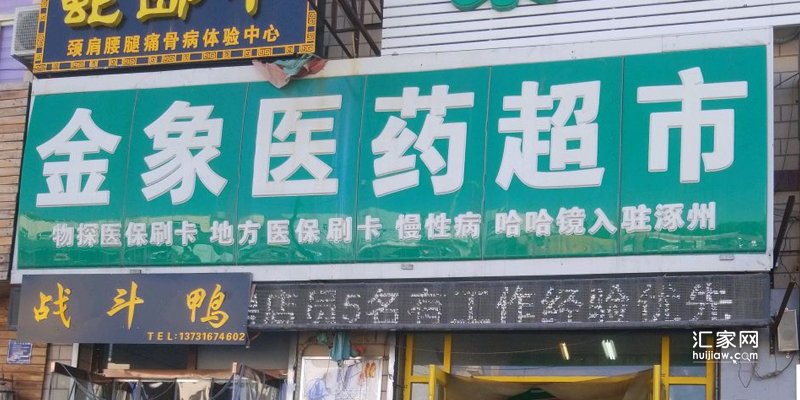 颈肩腰腿痛骨病体验中心
金象医药超市
物探医保刷卡 地方医保刷卡 慢性病 哈哈镜入驻涿州
战斗鸭
TEL:13731674602
店员5名有工作经验优先
汇家网
huijiaw.com